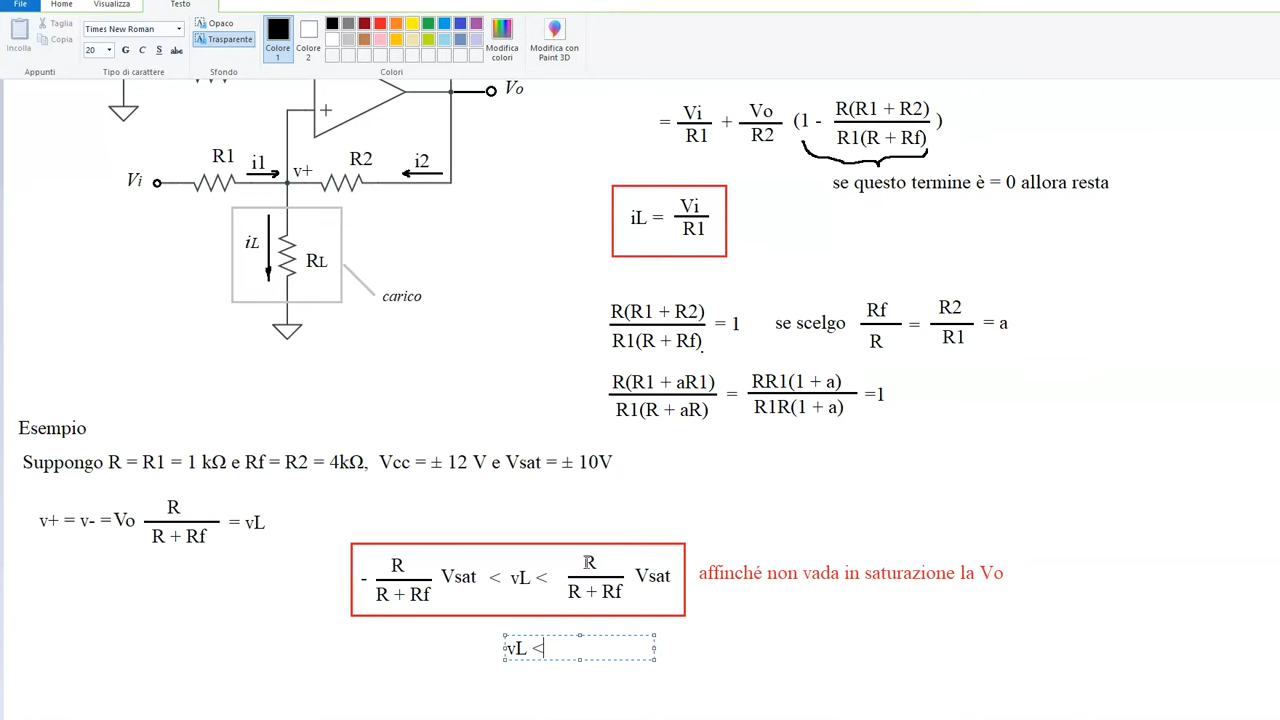 File Home Visualizza Testo
Taglia
Copia
Incolla
Appunti
Times New Roman
20 G C S abc
Tipo di carattere
Opaco
Trasparente
Sfondo
Colore 1
Colore 2
Modifica colori
Colori
Modifica con Paint 3D
+
Vo
R1 i1 v+ R2 i2
Vi
iL RL
carico
= Vi/R1 + Vo/R2 (1 - R(R1 + R2)/R1(R + Rf) )
se questo termine è = 0 allora resta
iL = Vi/R1
R(R1 + R2)/R1(R + Rf) = 1 se scelgo Rf/R = R2/R1 = a
R(R1 + aR1)/R1(R + aR) = RR1(1 + a)/R1R(1 + a) =1
Esempio
Suppongo R = R1 = 1 kΩ e Rf = R2 = 4kΩ, Vcc = ± 12 V e Vsat = ± 10V
v+ = v- =Vo R/R + Rf = vL
- R/R + Rf Vsat < vL < R/R + Rf Vsat affinché non vada in saturazione la Vo
vL <